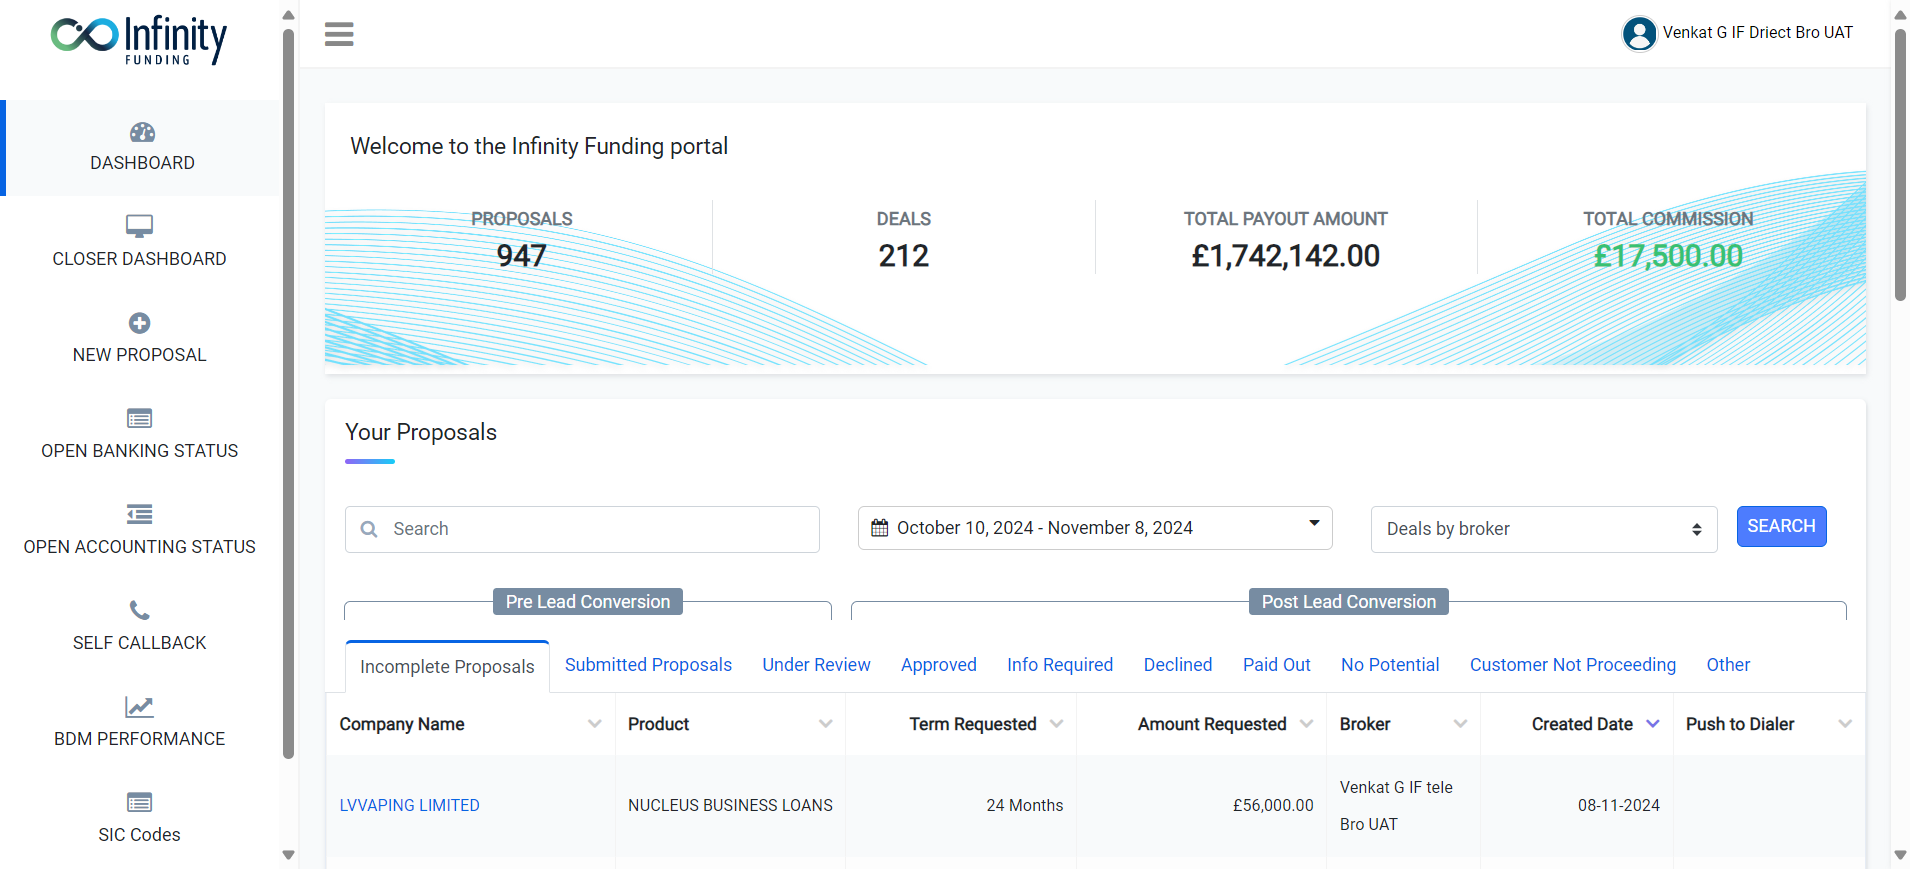 Infinity
FUNDING
Venkat G IF Driect Bro UAT
DASHBOARD
CLOSER DASHBOARD
NEW PROPOSAL
OPEN BANKING STATUS
OPEN ACCOUNTING STATUS
SELF CALLBACK
BDM PERFORMANCE
SIC Codes
Welcome to the Infinity Funding portal
PROPOSALS DEALS TOTAL PAYOUT AMOUNT TOTAL COMMISSION
947 212 £1,742,142.00 £17,500.00
Your Proposals
Search October 10, 2024 - November 8, 2024 Deals by broker SEARCH
Pre Lead Conversion Post Lead Conversion
Incomplete Proposals Submitted Proposals Under Review Approved Info Required Declined Paid Out No Potential Customer Not Proceeding Other
Company Name Product Term Requested Amount Requested Broker Created Date Push to Dialer
LVVAPING LIMITED NUCLEUS BUSINESS LOANS 24 Months £56,000.00 Venkat G IF tele 08-11-2024
Bro UAT